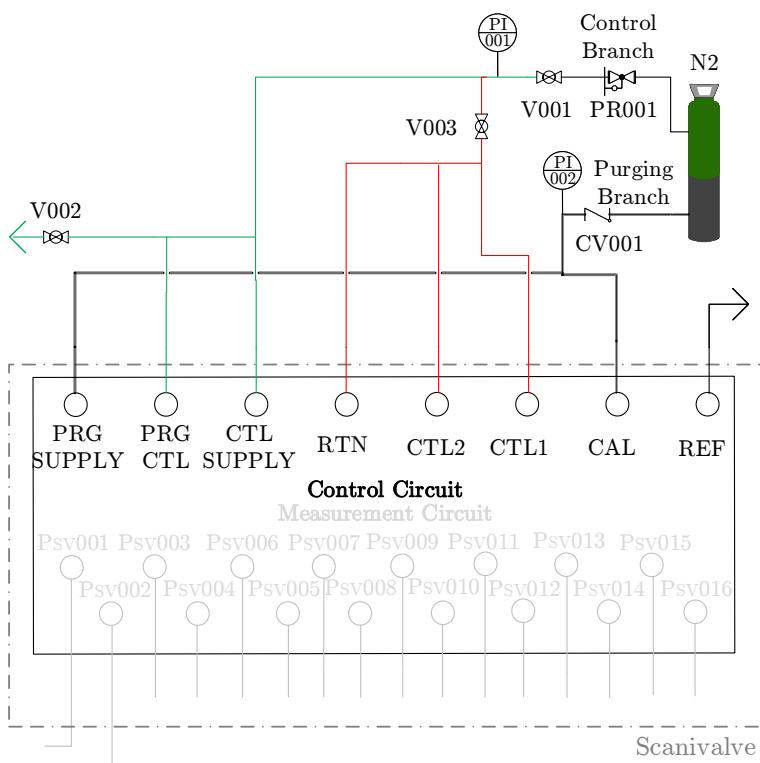 PI
001
Control
Branch
N2
V001
PR001
V003
PI
002
Purging
Branch
V002
CV001
PRG
SUPPLY
PRG
CTL
CTL
SUPPLY
RTN
CTL2
CTL1
CAL
REF
Control Circuit
Measurement Circuit
Psv001
Psv003
Psv006
Psv007
Psv009
Psv011
Psv013
Psv015
Psv002
Psv004
Psv005
Psv008
Psv010
Psv012
Psv014
Psv016
Scanivalve